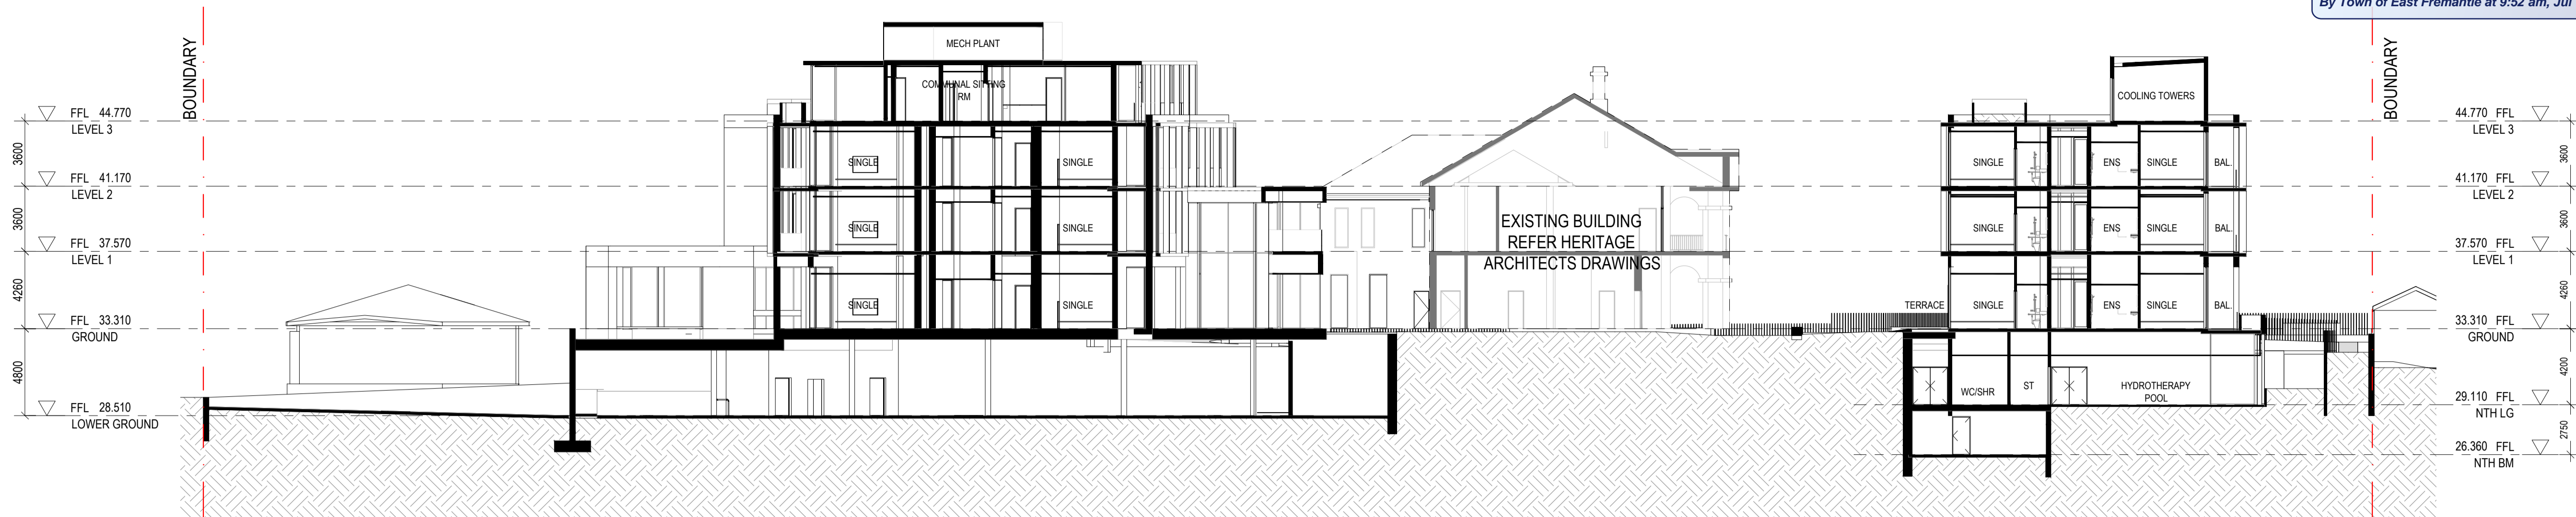 By Town of East Fremantle at 9:52 am, Jul
BOUNDARY
BOUNDARY
MECH PLANT
COMMUNAL SITTING
RM
COOLING TOWERS
FFL 44.770
LEVEL 3
44.770 FFL
LEVEL 3
3600
3600
SINGLE
SINGLE
SINGLE
ENS
SINGLE
BAL.
FFL 41.170
LEVEL 2
41.170 FFL
LEVEL 2
3600
3600
SINGLE
SINGLE
EXISTING BUILDING
REFER HERITAGE
ARCHITECTS DRAWINGS
SINGLE
ENS
SINGLE
BAL.
FFL 37.570
LEVEL 1
37.570 FFL
LEVEL 1
4260
4260
SINGLE
SINGLE
TERRACE
SINGLE
ENS
SINGLE
BAL.
FFL 33.310
GROUND
33.310 FFL
GROUND
4800
4200
WC/SHR
ST
HYDROTHERAPY
POOL
FFL 28.510
LOWER GROUND
29.110 FFL
NTH LG
2750
26.360 FFL
NTH BM